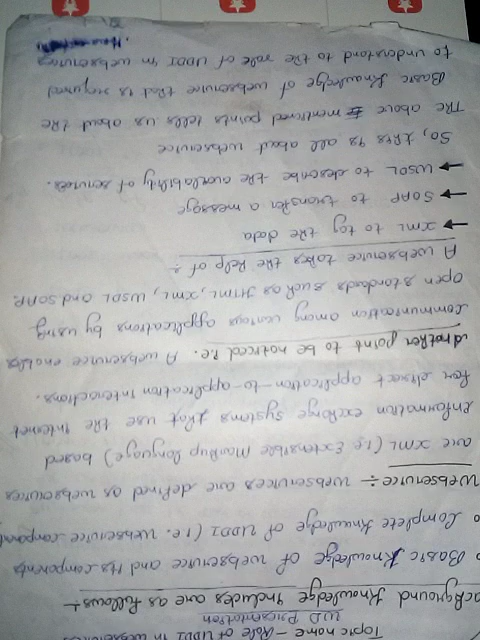 Topic name - Role of UDDI in webservices
WD Presentation
ackground knowledge includes are as follows:-
o Basic knowledge of webservice and its components
o Complete knowledge of UDDI (i.e. webservice component
Webservice:- webservices are defined as webservices
are XML (i.e Extensible Markup language) based
information exchange systems that use the internet
for direct application-to-application interactions.
Another point to be noticed i.e. A webservice enables
communication among various applications by using
open standards such as HTML, XML, WSDL and SOAP.
A webservice takes the help of:-
→ XML to tag the data
→ SOAP to transfer a message
→ WSDL to describe the availability of services.
So, this is all about webservice
The above mentioned points tells us about the
Basic knowledge of webservice that is required
to understand to the role of UDDI in webservices